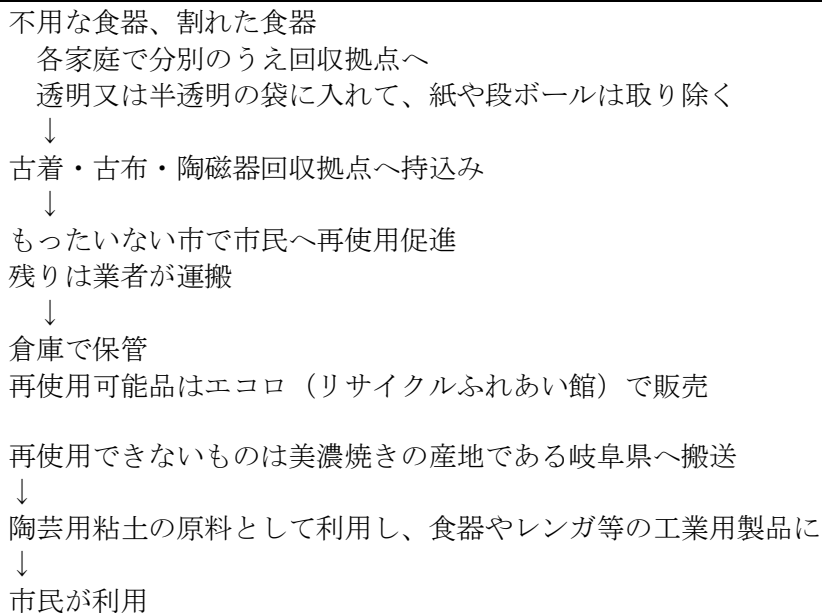 不用な食器、割れた食器
各家庭で分別のうえ回収拠点へ
透明又は半透明の袋に入れて、紙や段ボールは取り除く
↓
古着・古布・陶磁器回収拠点へ持込み
↓
もったいない市で市民へ再使用促進
残りは業者が運搬
↓
倉庫で保管
再使用可能品はエコロ（リサイクルふれあい館）で販売
再使用できないものは美濃焼きの産地である岐阜県へ搬送
↓
陶芸用粘土の原料として利用し、食器やレンガ等の工業用製品に
↓
市民が利用